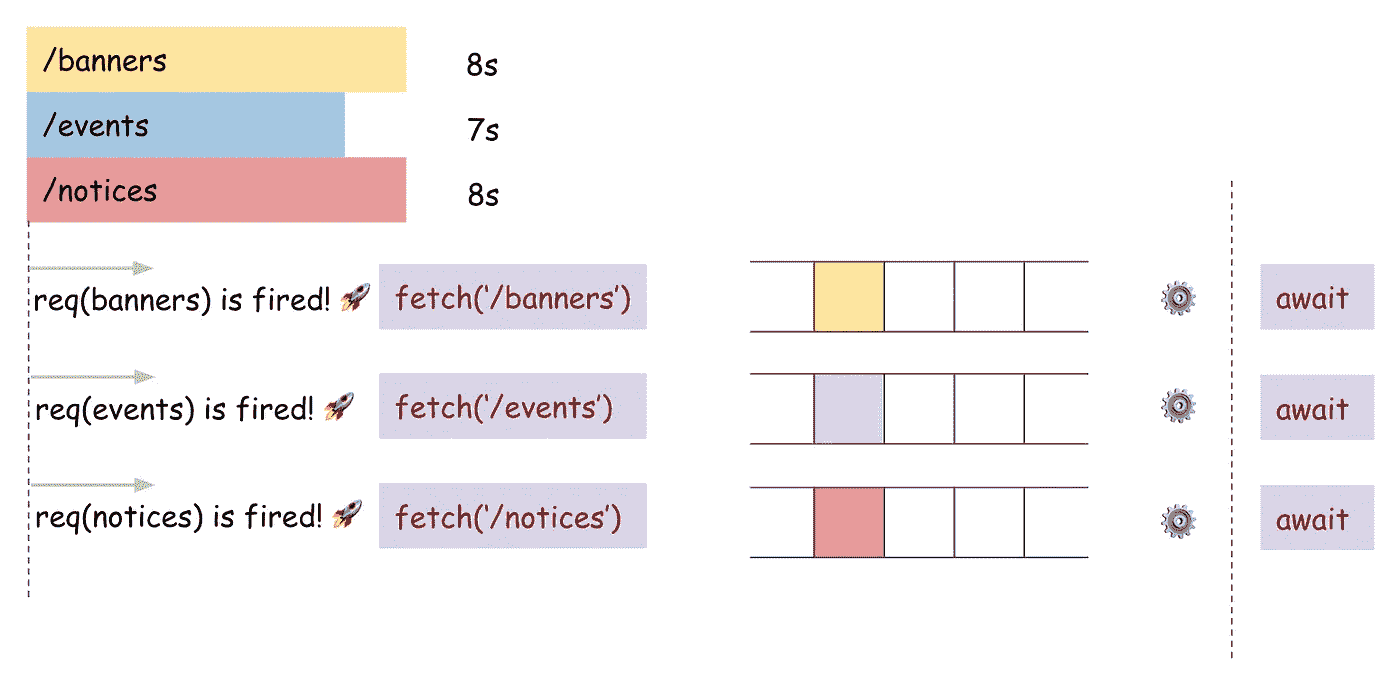 /banners 8s
/events 7s
/notices 8s
req(banners) is fired! fetch('/banners') await
req(events) is fired! fetch('/events') await
req(notices) is fired! fetch('/notices') await